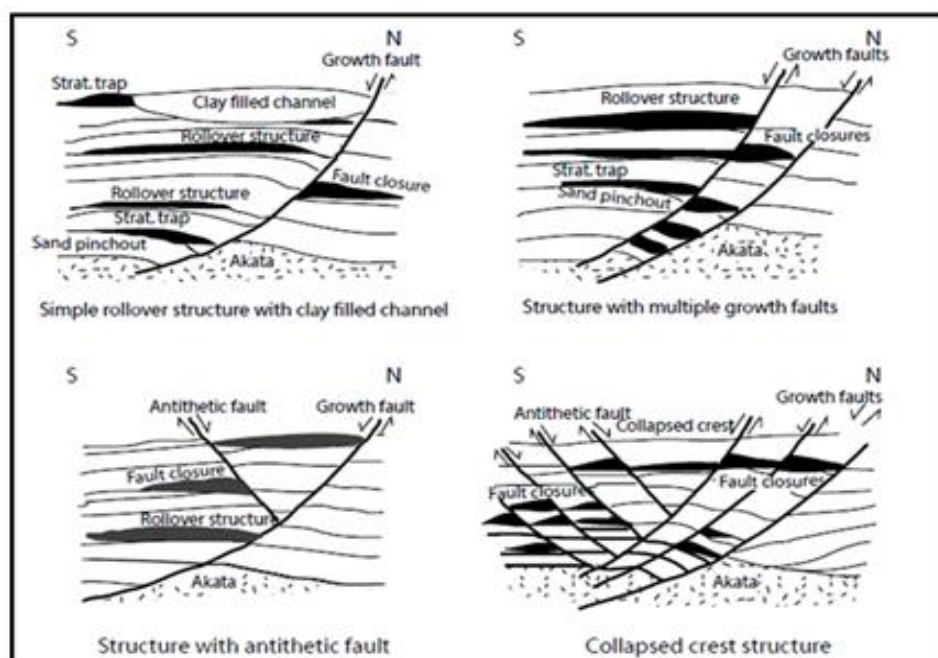 S
N
Growth fault
Strat. trap
Clay filled channel
Rollover structure
Fault closure
Rollover structure
Strat. trap
Sand pinchout
Akata
Simple rollover structure with clay filled channel
S
N
Growth faults
Rollover structure
Fault closures
Strat. trap
Sand pinchout
Akata
Structure with multiple growth faults
S
N
Antithetic fault
Growth fault
Fault closure
Rollover structure
Akata
Structure with antithetic fault
S
N
Growth faults
Antithetic fault
Collapsed crest
Fault closures
Fault closures
Akata
Collapsed crest structure